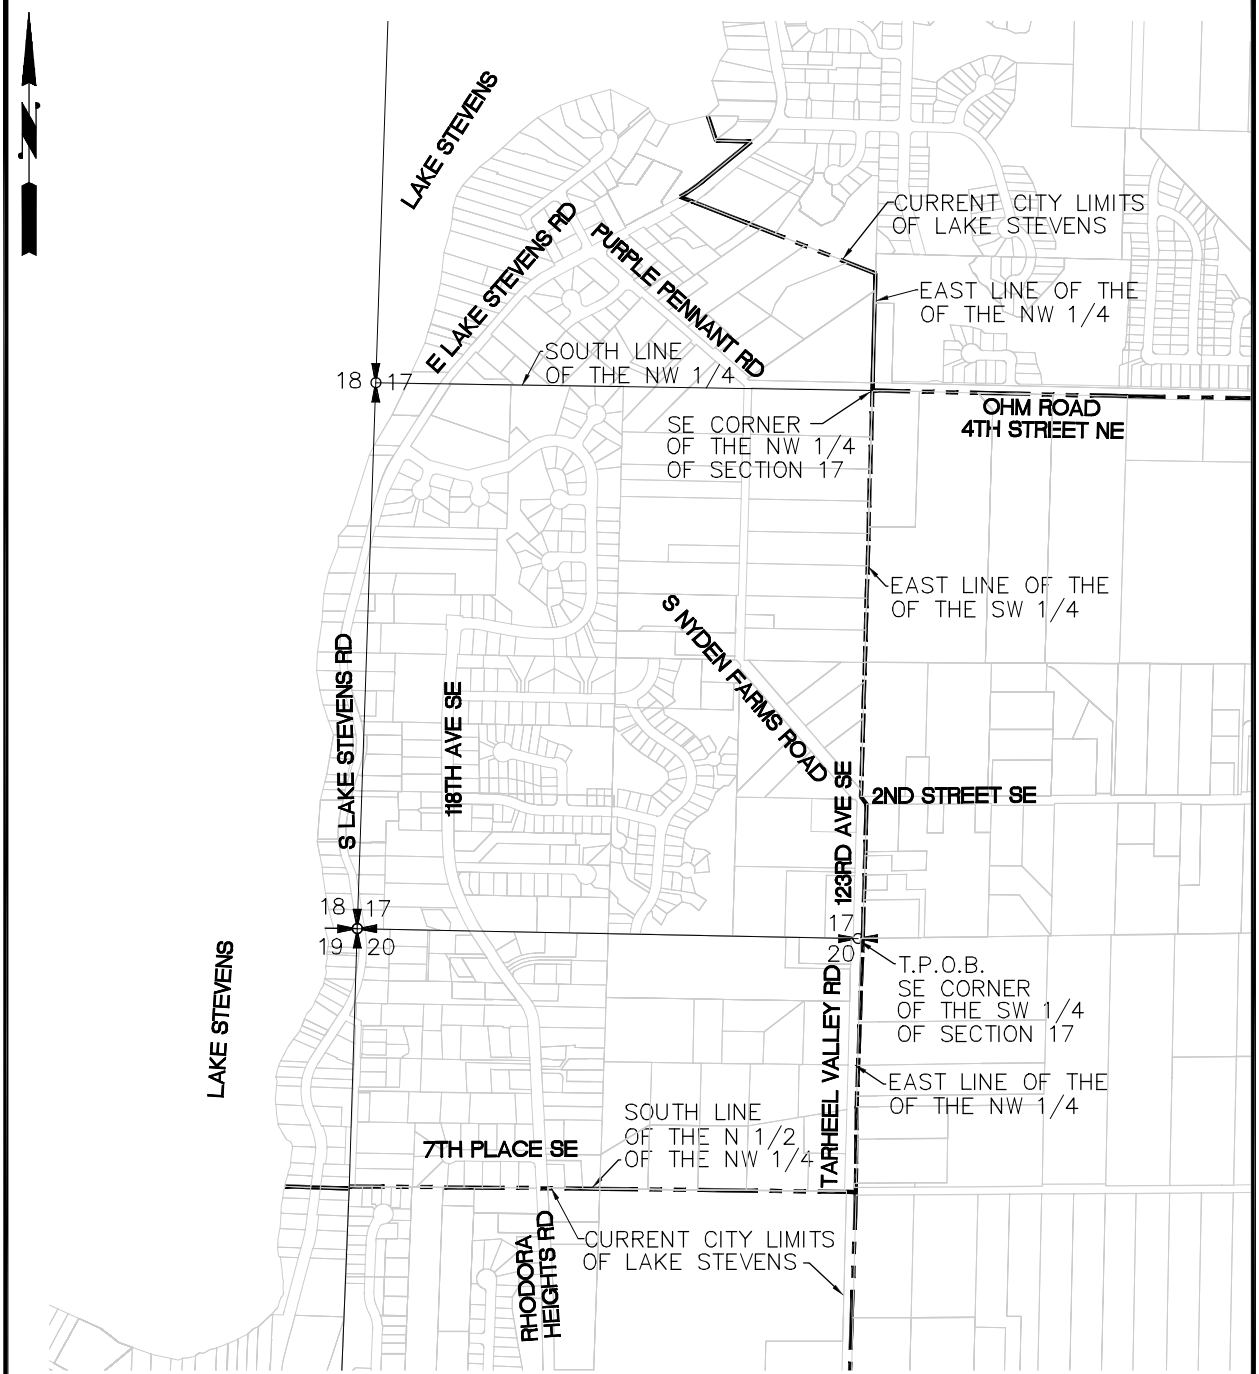 N
LAKE STEVENS
CURRENT CITY LIMITS
OF LAKE STEVENS
E LAKE STEVENS RD
PURPLE PENNANT RD
EAST LINE OF THE
OF THE NW 1/4
SOUTH LINE
OF THE NW 1/4
18 17
OHM ROAD
4TH STREET NE
SE CORNER
OF THE NW 1/4
OF SECTION 17
EAST LINE OF THE
OF THE SW 1/4
S NYDEN FARMS ROAD
S LAKE STEVENS RD
118TH AVE SE
123RD AVE SE
2ND STREET SE
18 17
19 20
17
20
LAKE STEVENS
T.P.O.B.
SE CORNER
OF THE SW 1/4
OF SECTION 17
TARHEEL VALLEY RD
EAST LINE OF THE
OF THE NW 1/4
SOUTH LINE
OF THE N 1/2
OF THE NW 1/4
7TH PLACE SE
RHODORA
HEIGHTS RD
CURRENT CITY LIMITS
OF LAKE STEVENS